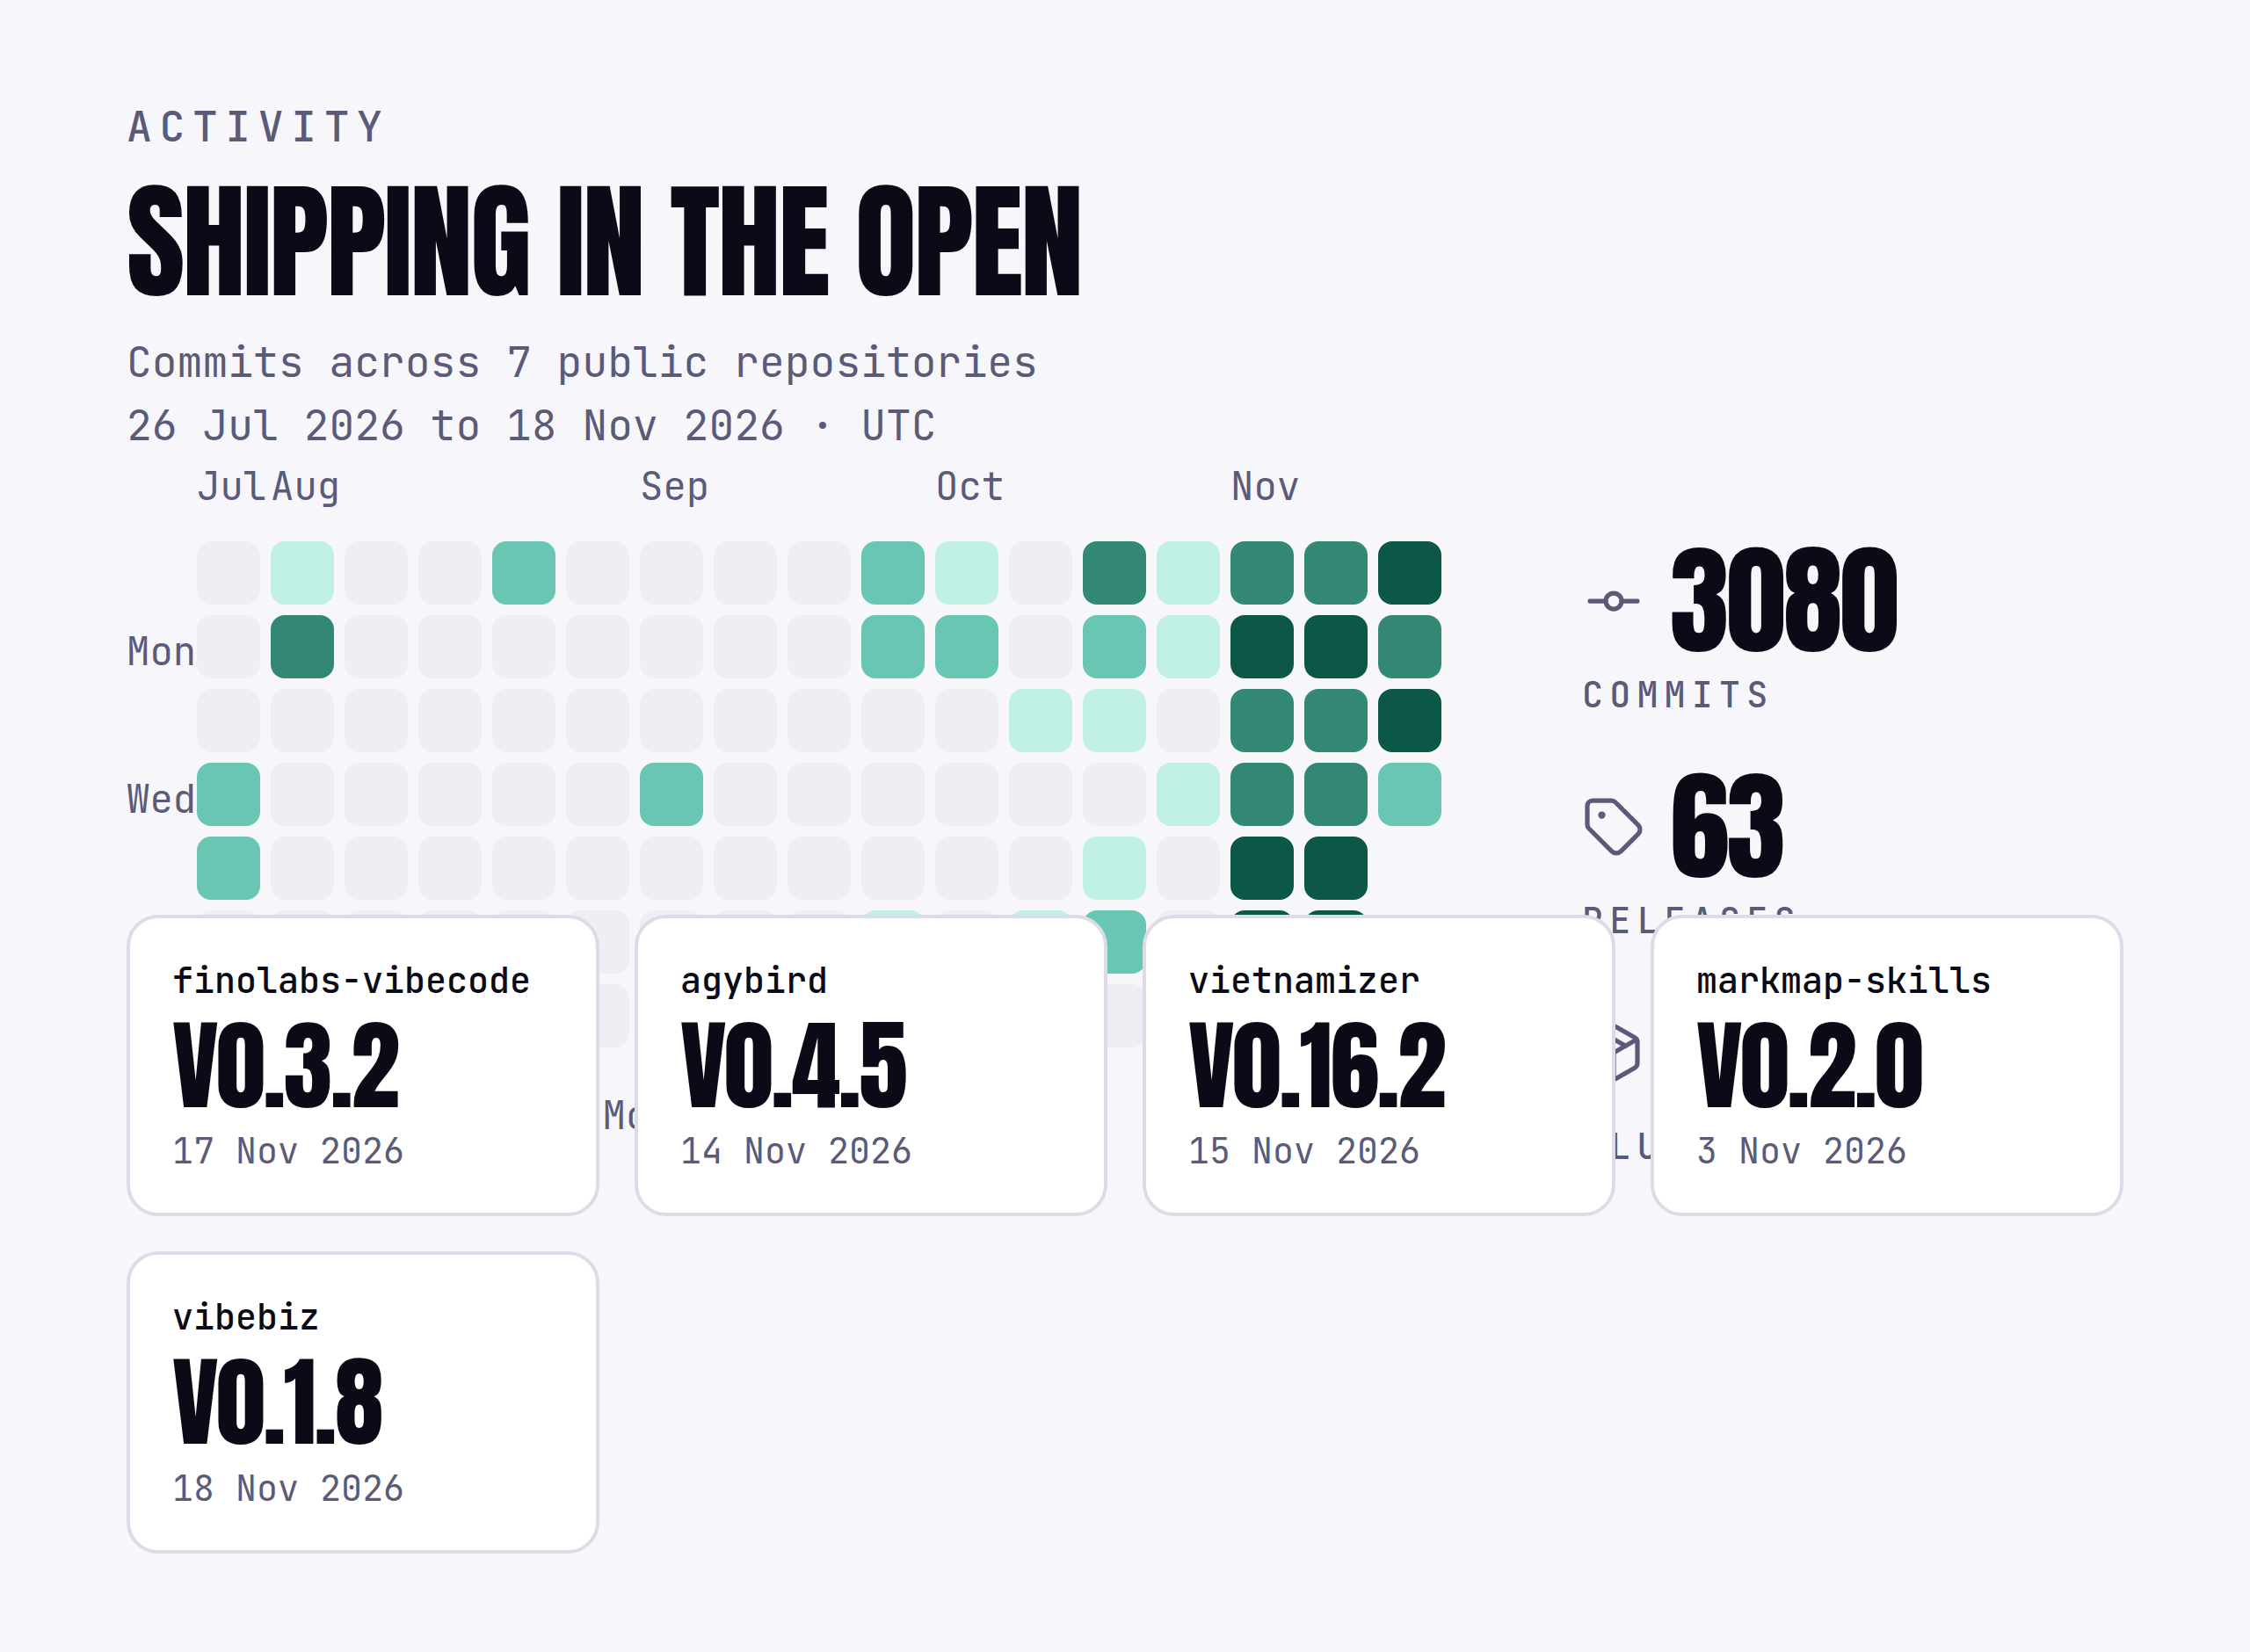 ACTIVITY
SHIPPING IN THE OPEN
Commits across 7 public repositories
26 Jul 2026 to 18 Nov 2026 · UTC
Jul Aug Sep Oct Nov
3080
Mon
COMMITS
Wed
63
RELEASES
finolabs-vibecode
V0.3.2
17 Nov 2026
agybird
V0.4.5
14 Nov 2026
vietnamizer
V0.16.2
15 Nov 2026
markmap-skills
V0.2.0
3 Nov 2026
vibebiz
V0.1.8
18 Nov 2026